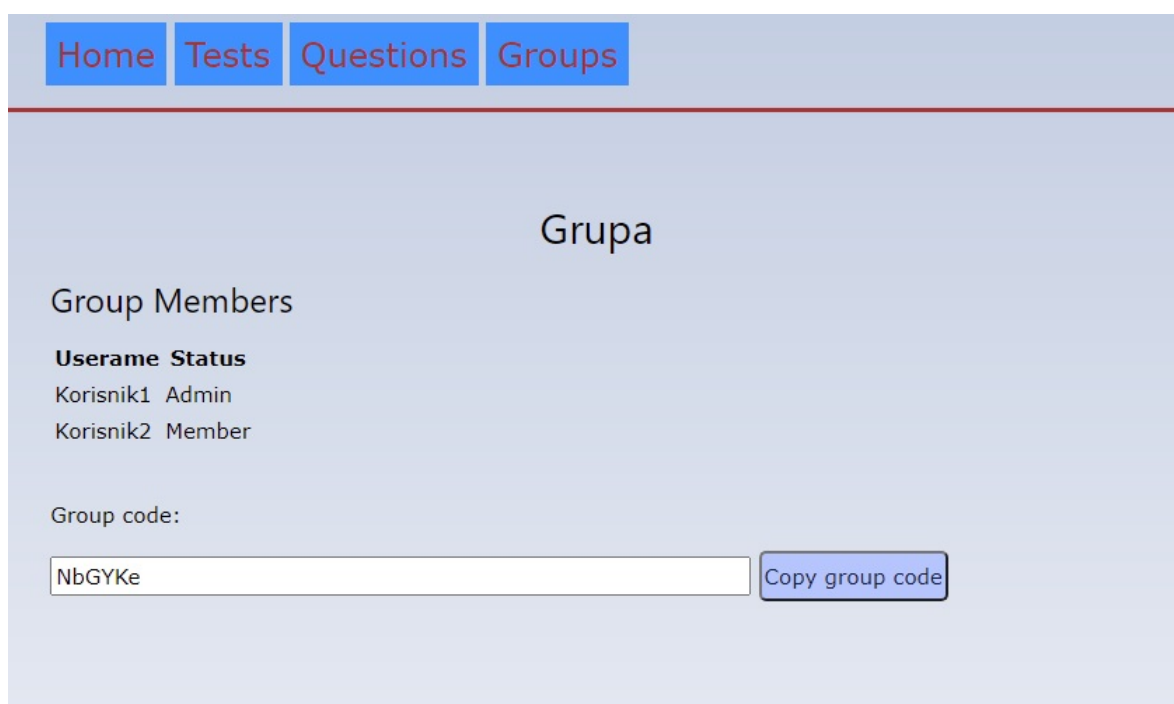 Home Tests Questions Groups
Grupa
Group Members
Userame Status
Korisnik1 Admin
Korisnik2 Member
Group code:
NbGYKe Copy group code